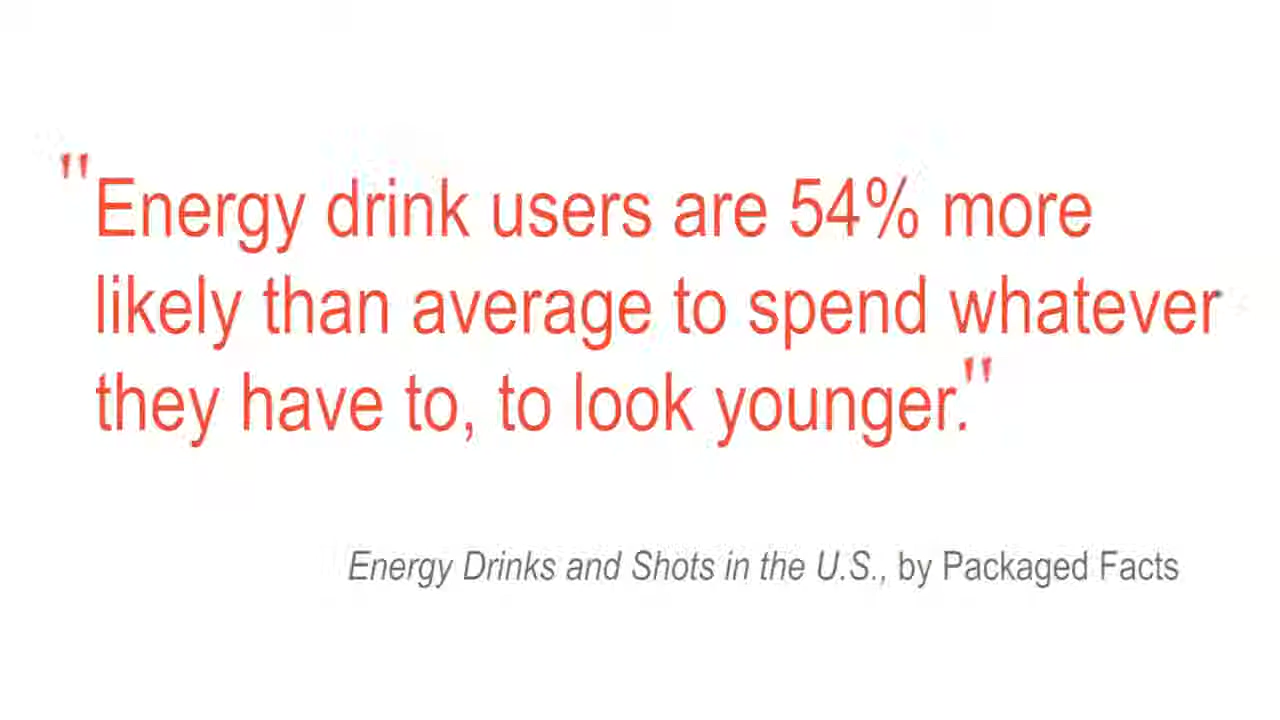 "Energy drink users are 54% more
likely than average to spend whatever
they have to, to look younger."
Energy Drinks and Shots in the U.S., by Packaged Facts